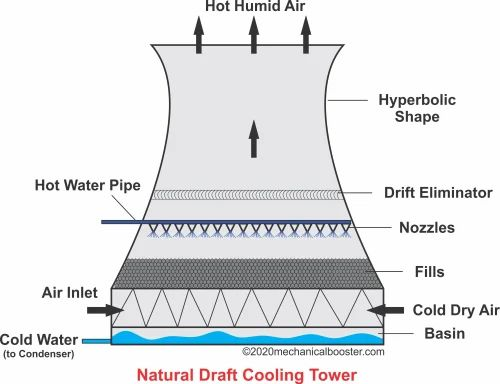 Hot Humid Air
Hyperbolic
Shape
Hot Water Pipe
Drift Eliminator
Nozzles
Fills
Air Inlet
Cold Dry Air
Cold Water
(to Condenser)
Basin
©2020mechanicalbooster.com
Natural Draft Cooling Tower